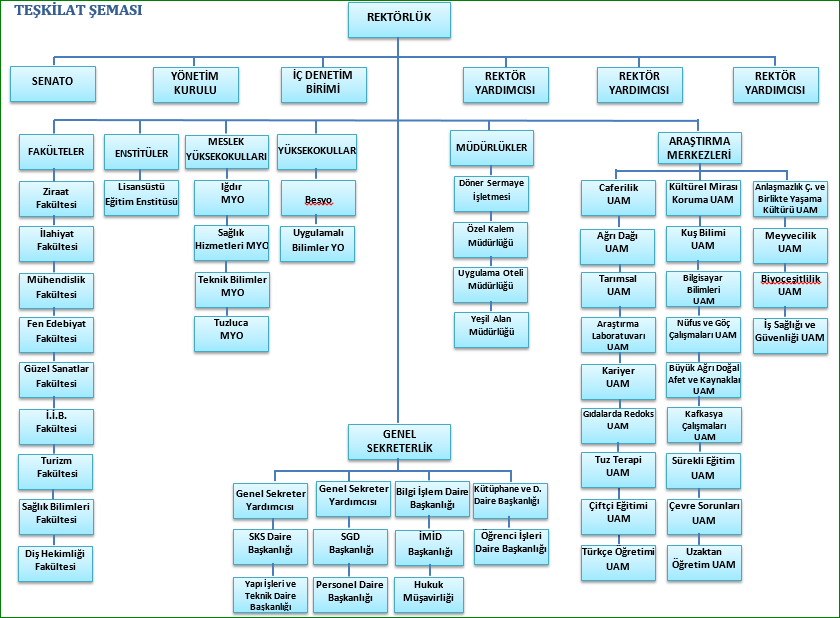 TEŞKİLAT ŞEMASI
REKTÖRLÜK
SENATO
YÖNETİM
KURULU
İÇ DENETİM
BİRİMİ
REKTÖR
YARDIMCISI
REKTÖR
YARDIMCISI
REKTÖR
YARDIMCISI
FAKÜLTELER
Ziraat
Fakültesi
İlahiyat
Fakültesi
Mühendislik
Fakültesi
Fen Edebiyat
Fakültesi
Güzel Sanatlar
Fakültesi
İ.İ.B.
Fakültesi
Turizm
Fakültesi
Sağlık Bilimleri
Fakültesi
Diş Hekimliği
Fakültesi
ENSTİTÜLER
Lisansüstü
Eğitim Enstitüsü
MESLEK
YÜKSEKOKULLARI
Iğdır
MYO
Sağlık
Hizmetleri MYO
Teknik Bilimler
MYO
Tuzluca
MYO
YÜKSEKOKULLAR
Besyo
Uygulamalı
Bilimler YO
MÜDÜRLÜKLER
Döner Sermaye
İşletmesi
Özel Kalem
Müdürlüğü
Uygulama Oteli
Müdürlüğü
Yeşil Alan
Müdürlüğü
ARAŞTIRMA
MERKEZLERİ
Caferilik
UAM
Ağrı Dağı
UAM
Tarımsal
UAM
Araştırma
Laboratuvarı
UAM
Kariyer
UAM
Gıdalarda Redoks
UAM
Tuz Terapi
UAM
Çiftçi Eğitimi
UAM
Türkçe Öğretimi
UAM
Kültürel Mirası
Koruma UAM
Kuş Bilimi
UAM
Bilgisayar
Bilimleri
UAM
Nüfus ve Göç
Çalışmaları UAM
Büyük Ağrı Doğal
Afet ve Kaynaklar
UAM
Kafkasya
Çalışmaları
UAM
Sürekli Eğitim
UAM
Çevre Sorunları
UAM
Uzaktan
Öğretim UAM
Anlaşmazlık Ç. ve
Birlikte Yaşama
Kültürü UAM
Meyvecilik
UAM
Biyoçeşitlilik
UAM
İş Sağlığı ve
Güvenliği UAM
GENEL
SEKRETERLİK
Genel Sekreter
Yardımcısı
SKS Daire
Başkanlığı
Yapı İşleri ve
Teknik Daire
Başkanlığı
Genel Sekreter
Yardımcısı
SGD
Başkanlığı
Personel Daire
Başkanlığı
Bilgi İşlem Daire
Başkanlığı
İMİD
Başkanlığı
Hukuk
Müşavirliği
Kütüphane ve D.
Daire Başkanlığı
Öğrenci İşleri
Daire Başkanlığı